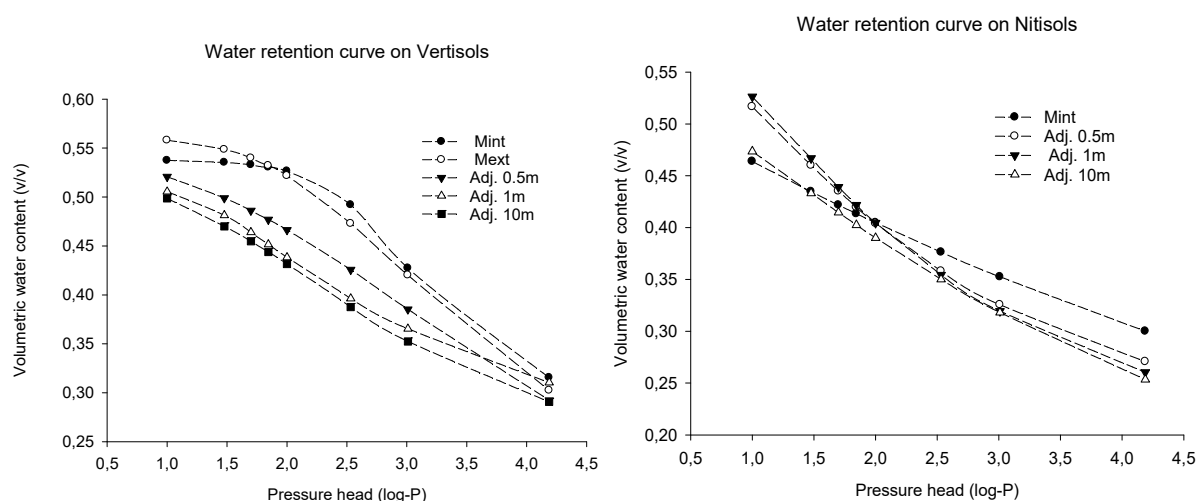 Water retention curve on Vertisols
Volumetric water content (v/v)
0,60
0,55
0,50
0,45
0,40
0,35
0,30
0,25
Mint
Mext
Adj. 0.5m
Adj. 1m
Adj. 10m
0,5 1,0 1,5 2,0 2,5 3,0 3,5 4,0 4,5
Pressure head (log-P)
Water retention curve on Nitisols
Volumetric water content (v/v)
0,55
0,50
0,45
0,40
0,35
0,30
0,25
0,20
Mint
Adj. 0.5m
Adj. 1m
Adj. 10m
0,5 1,0 1,5 2,0 2,5 3,0 3,5 4,0 4,5
Pressure head (log-P)